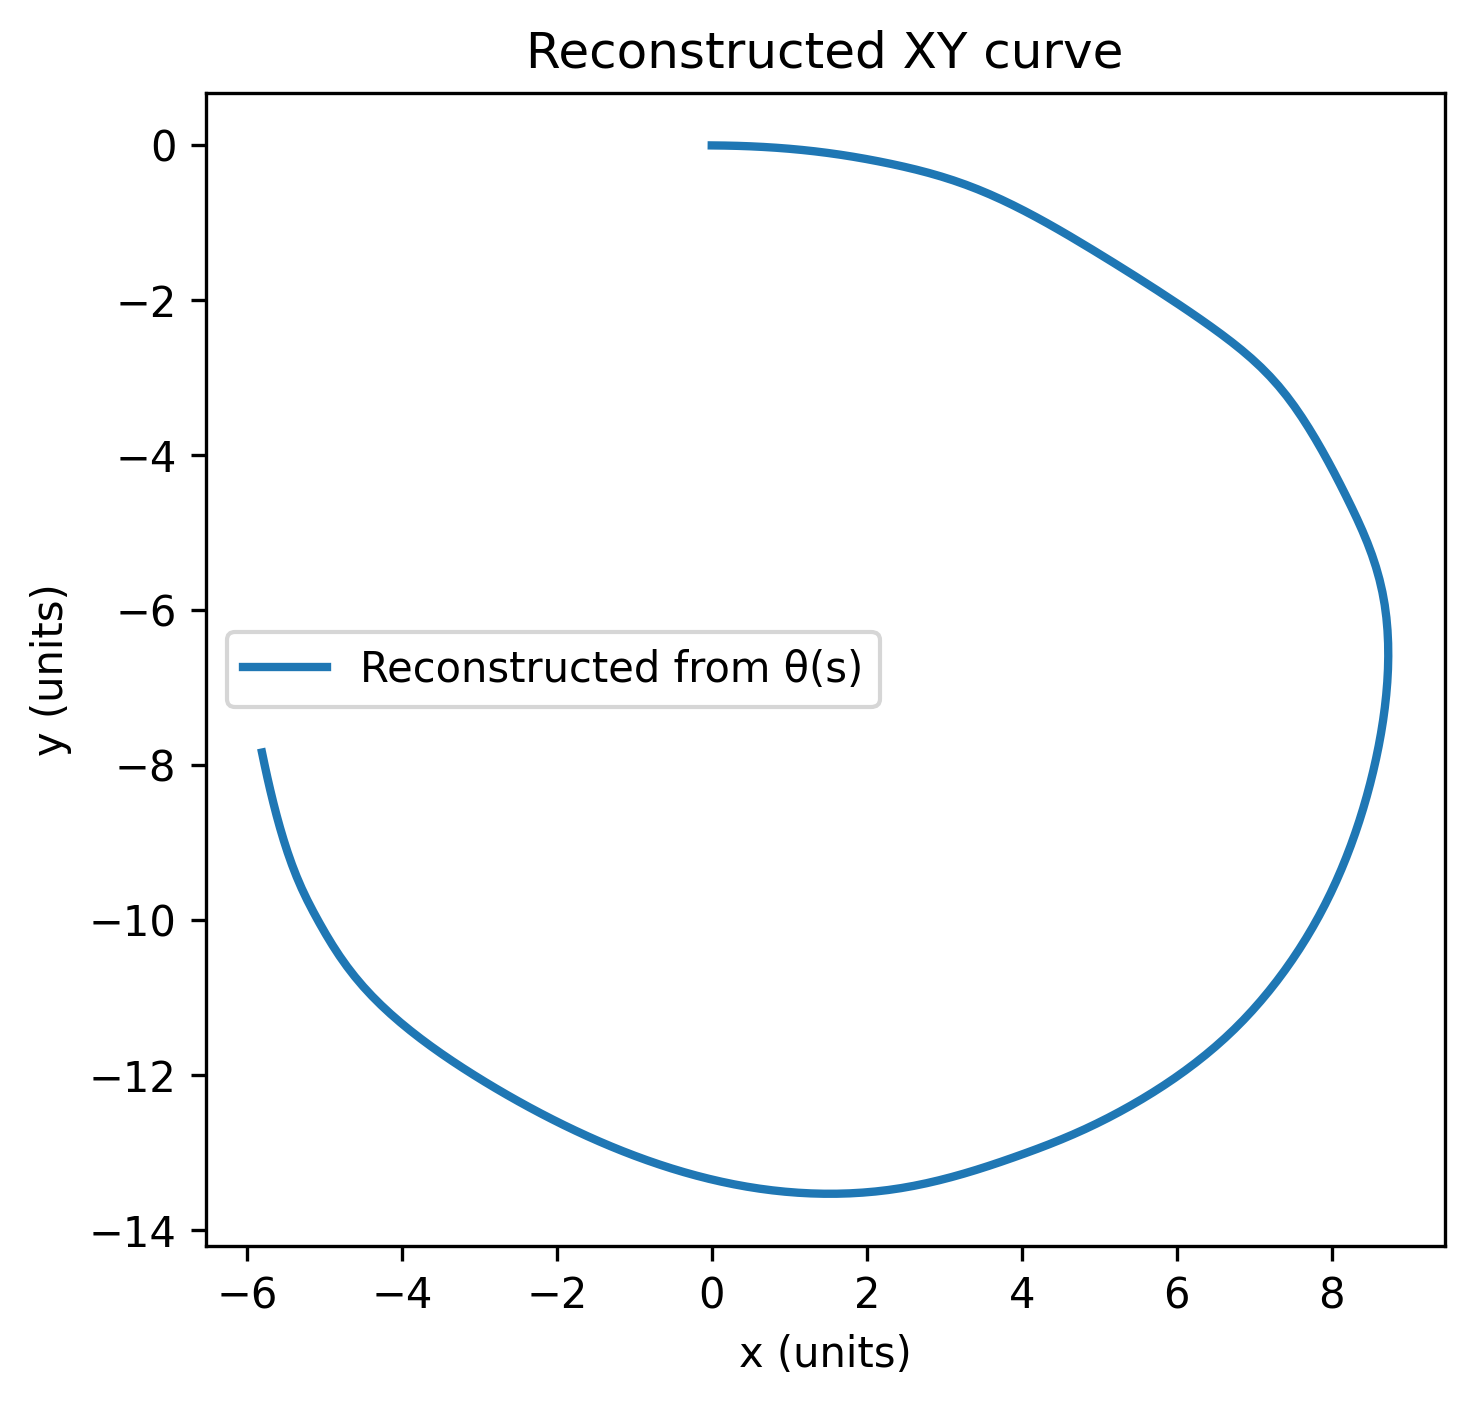 Reconstructed XY curve
0
−2
−4
−6
−8
−10
−12
−14
y (units)
Reconstructed from θ(s)
−6 −4 −2 0 2 4 6 8
x (units)